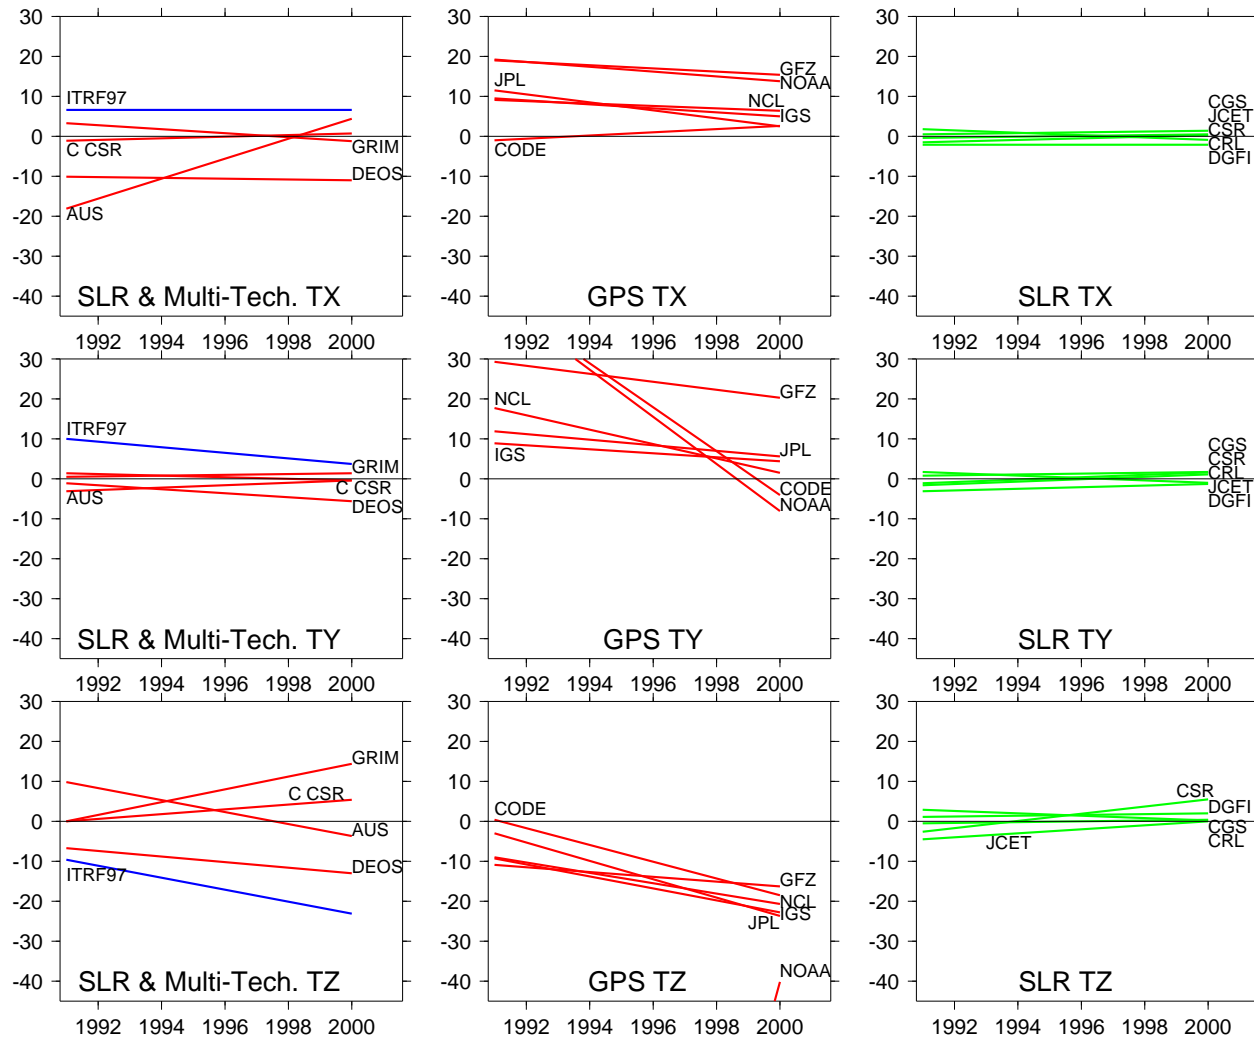 30
20
10
0
-10
-20
-30
-40
ITRF97
C CSR
GRIM
DEOS
AUS
SLR & Multi-Tech. TX
1992 1994 1996 1998 2000
30
20
10
0
-10
-20
-30
-40
JPL
GFZ
NOAA
NCL
IGS
CODE
GPS TX
1992 1994 1996 1998 2000
30
20
10
0
-10
-20
-30
-40
CGS
JCET
CSR
CRL
DGFI
SLR TX
1992 1994 1996 1998 2000
30
20
10
0
-10
-20
-30
-40
ITRF97
GRIM
C CSR
AUS
DEOS
SLR & Multi-Tech. TY
1992 1994 1996 1998 2000
30
20
10
0
-10
-20
-30
-40
GFZ
NCL
JPL
IGS
CODE
NOAA
GPS TY
1992 1994 1996 1998 2000
30
20
10
0
-10
-20
-30
-40
CGS
CSR
CRL
JCET
DGFI
SLR TY
1992 1994 1996 1998 2000
30
20
10
0
-10
-20
-30
-40
GRIM
C CSR
AUS
DEOS
ITRF97
SLR & Multi-Tech. TZ
1992 1994 1996 1998 2000
30
20
10
0
-10
-20
-30
-40
CODE
GFZ
NCL
IGS
JPL
NOAA
GPS TZ
1992 1994 1996 1998 2000
30
20
10
0
-10
-20
-30
-40
CSR
DGFI
CGS
JCET
CRL
SLR TZ
1992 1994 1996 1998 2000